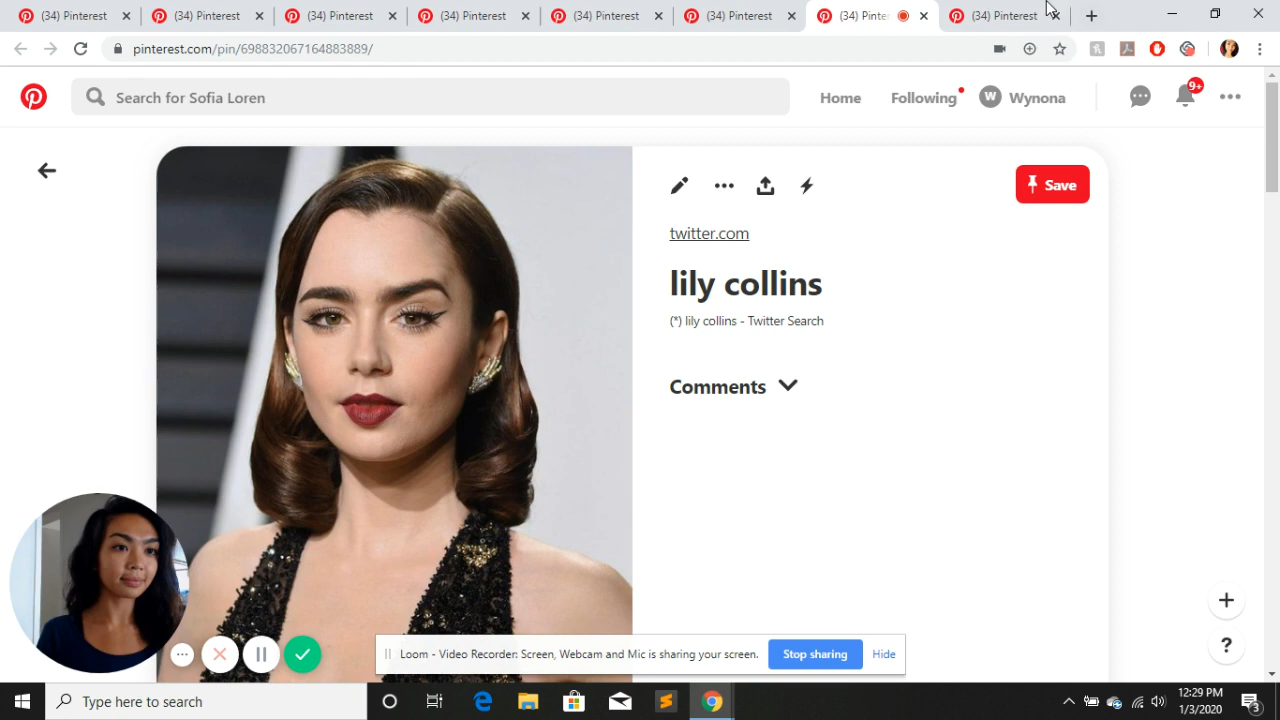 (34) Pinterest
(34) Pinterest
(34) Pinterest
(34) Pinterest
(34) Pinterest
(34) Pinterest
(34) Pinte
(34) Pinterest
pinterest.com/pin/698832067164883889/
Search for Sofia Loren
Home
Following
W
Wynona
9+
Save
twitter.com
lily collins
(*) lily collins - Twitter Search
Comments
?
Loom - Video Recorder: Screen, Webcam and Mic is sharing your screen.
Stop sharing
Hide
Type here to search
12:29 PM
1/3/2020
3